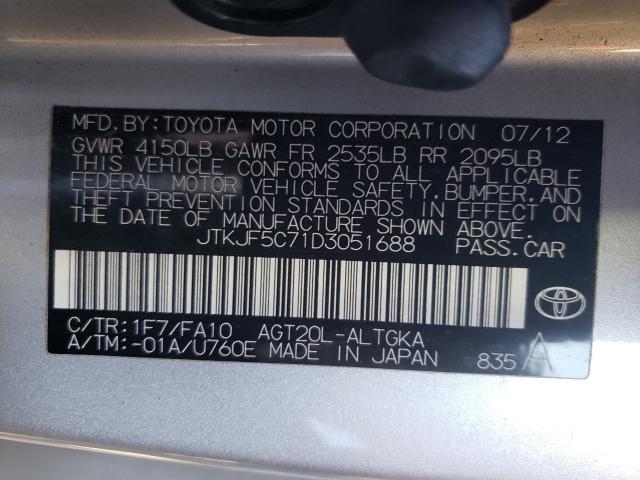 MFD.BY:TOYOTA MOTOR CORPORATION 07/12
GVWR 4150LB GAWR FR 2535LB RR 2095LB
THIS VEHICLE CONFORMS TO ALL APPLICABLE
FEDERAL MOTOR VEHICLE SAFETY,BUMPER,AND
THEFT PREVENTION STANDARDS IN EFFECT ON
THE DATE OF MANUFACTURE SHOWN ABOVE.
JTKJF5C71D3051688 PASS.CAR
C/TR:1F7/FA10 AGT20L-ALTGKA
A/TM:-01A/U760E MADE IN JAPAN 835 A